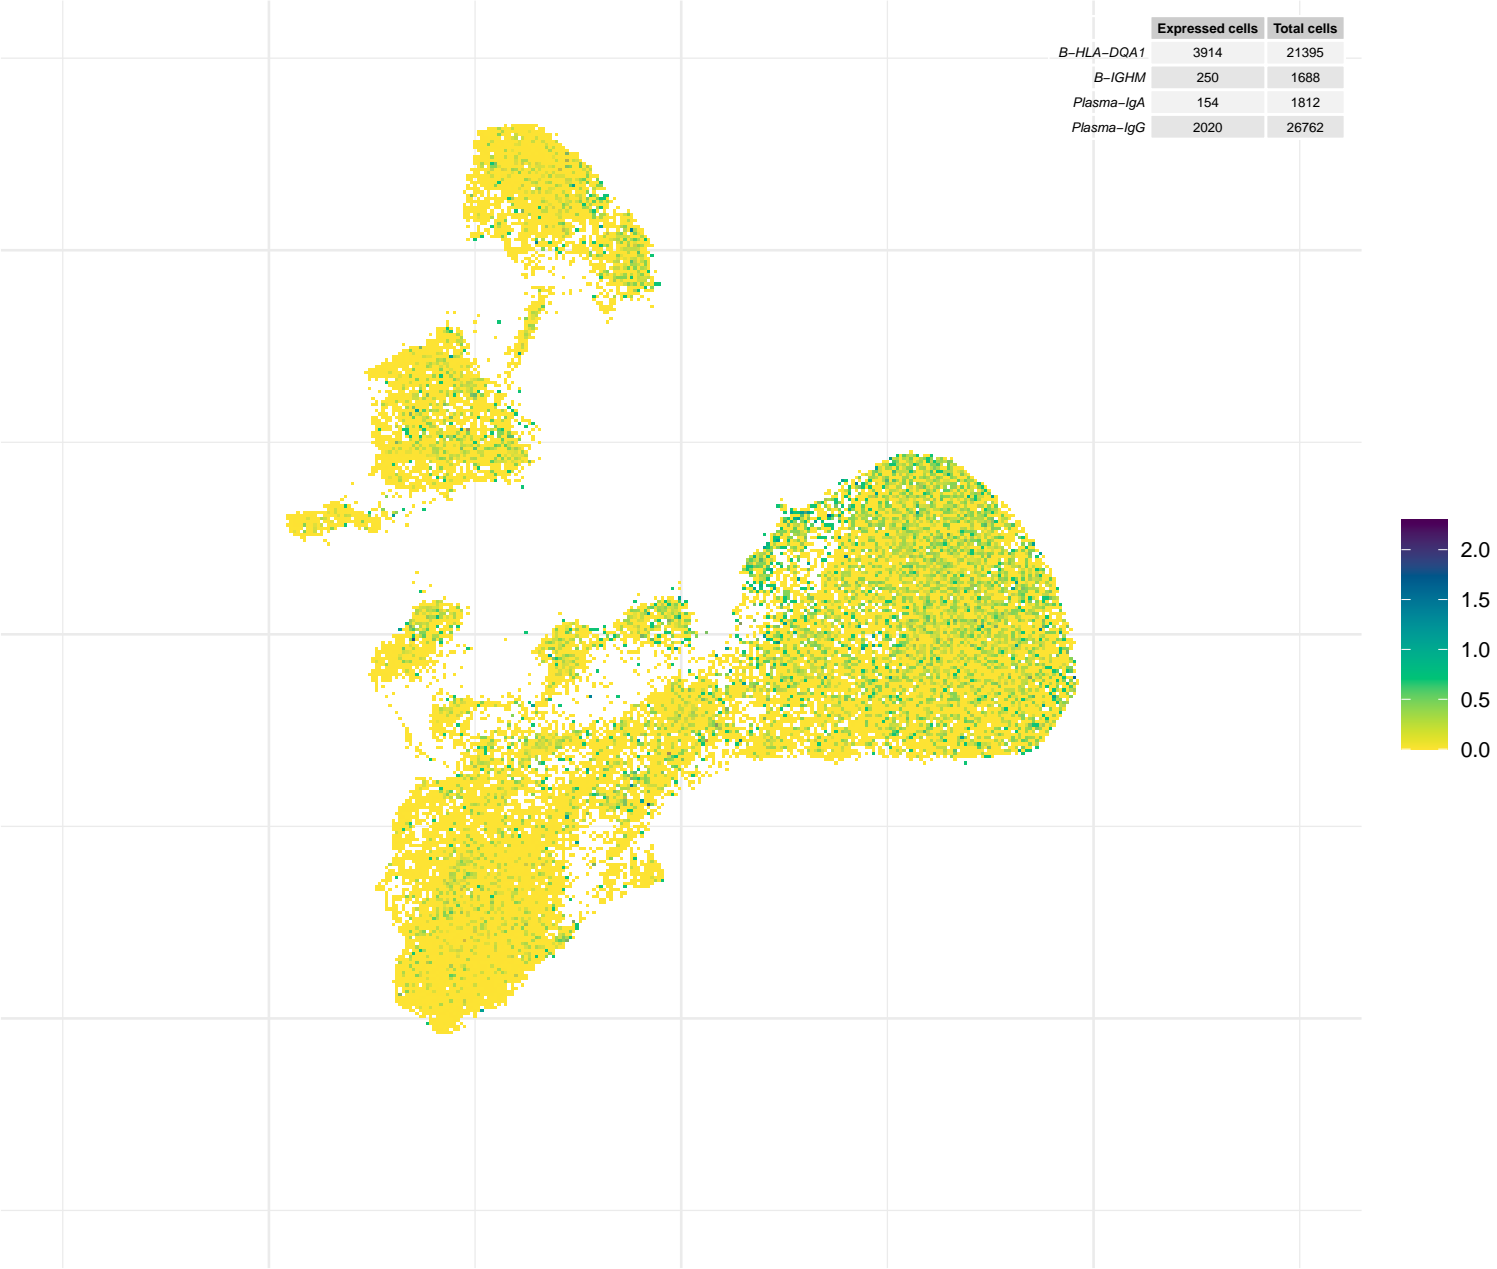 Expressed cells Total cells
B−HLA−DQA1 3914 21395
B−IGHM 250 1688
Plasma−IgA 154 1812
Plasma−IgG 2020 26762
2.0
1.5
1.0
0.5
0.0